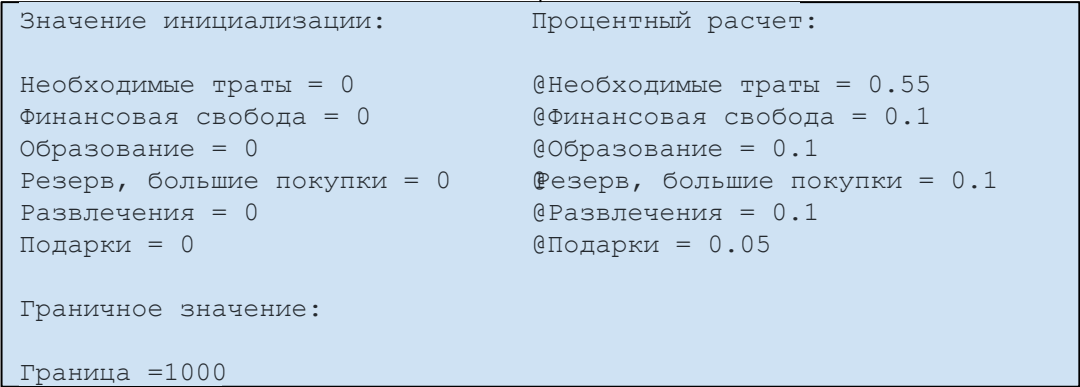 Значение инициализации: Процентный расчет:
Необходимые траты = 0 @Необходимые траты = 0.55
Финансовая свобода = 0 @Финансовая свобода = 0.1
Образование = 0 @Образование = 0.1
Резерв, большие покупки = 0 @Резерв, большие покупки = 0.1
Развлечения = 0 @Развлечения = 0.1
Подарки = 0 @Подарки = 0.05
Граничное значение:
Граница =1000